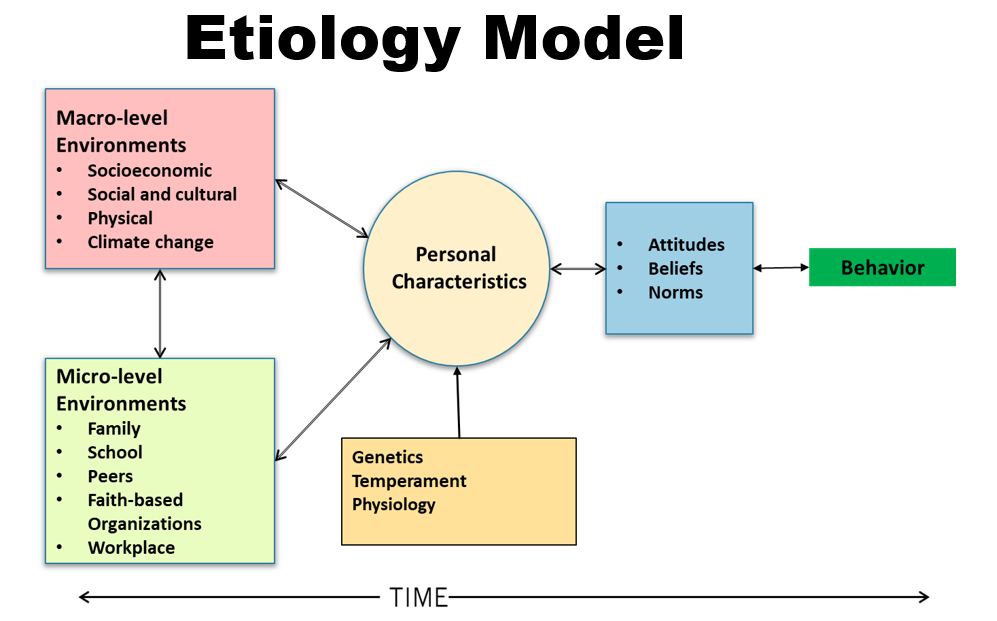 Etiology Model
Macro-level
Environments
• Socioeconomic
• Social and cultural
• Physical
• Climate change
Personal
Characteristics
• Attitudes
• Beliefs
• Norms
Behavior
Micro-level
Environments
• Family
• School
• Peers
• Faith-based
Organizations
• Workplace
Genetics
Temperament
Physiology
TIME